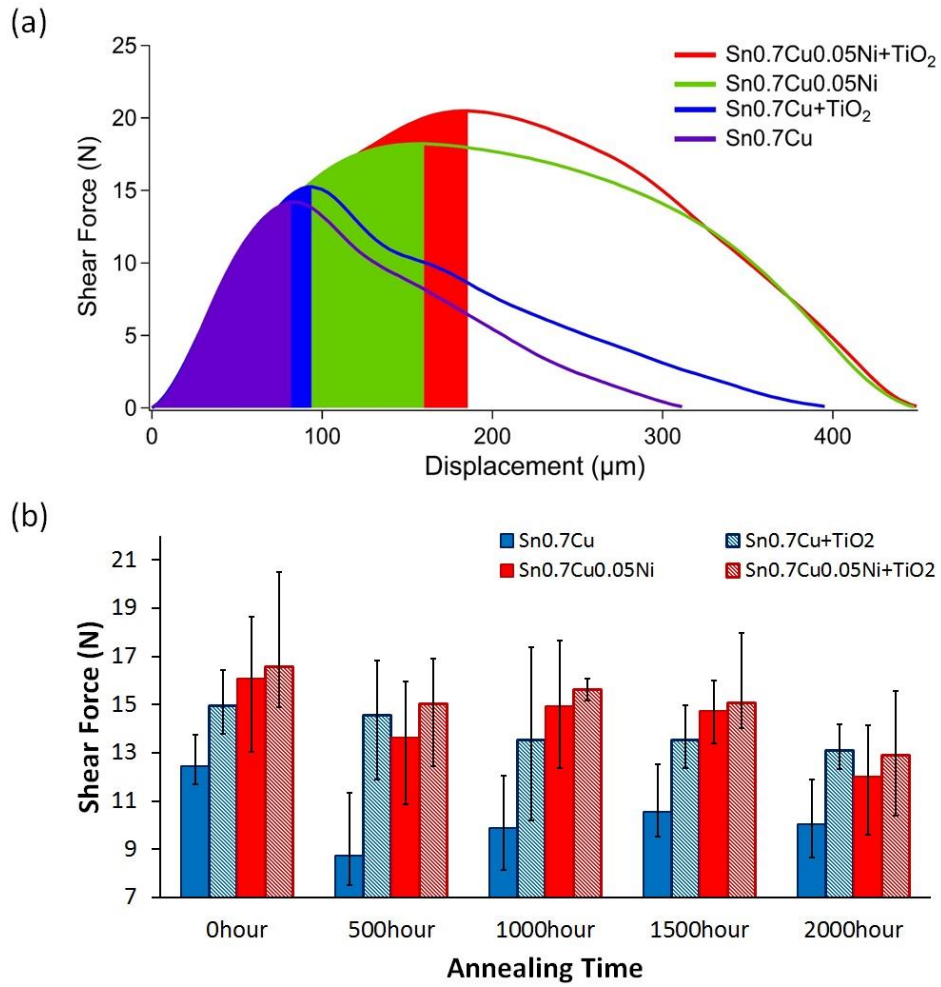 (a)
25
20
15
10
5
0
Shear Force (N)
Sn0.7Cu0.05Ni+TiO₂
Sn0.7Cu0.05Ni
Sn0.7Cu+TiO₂
Sn0.7Cu
0 100 200 300 400
Displacement (µm)
(b)
21
19
17
15
13
11
9
7
Shear Force (N)
Sn0.7Cu Sn0.7Cu+TiO2
Sn0.7Cu0.05Ni Sn0.7Cu0.05Ni+TiO2
0hour 500hour 1000hour 1500hour 2000hour
Annealing Time